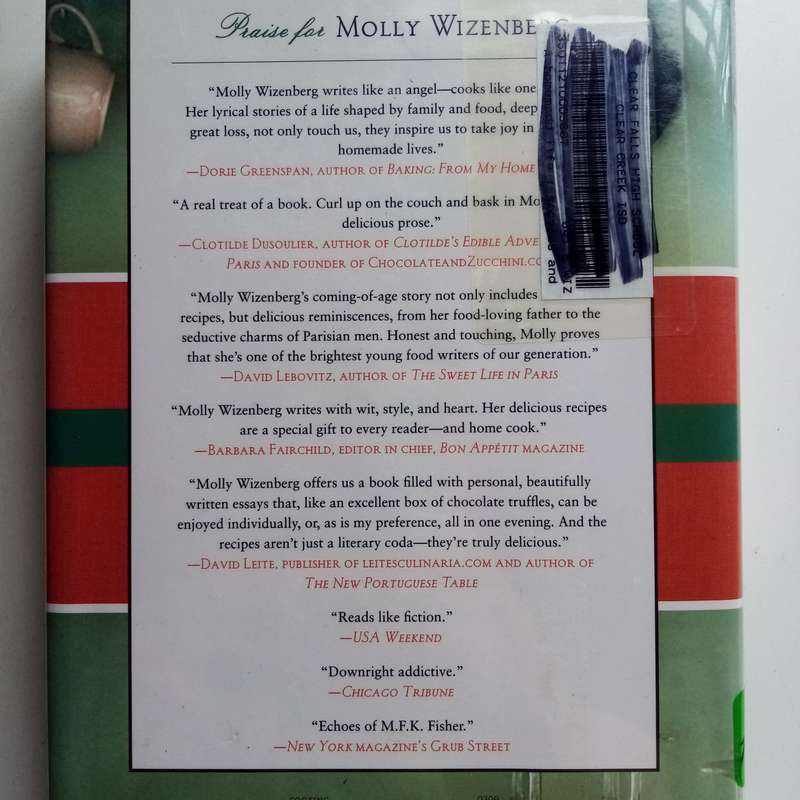 Praise for MOLLY WIZENBERG
“Molly Wizenberg writes like an angel—cooks like one
Her lyrical stories of a life shaped by family and food, deep
great loss, not only touch us, they inspire us to take joy in
homemade lives.”
—DORIE GREENSPAN, AUTHOR OF BAKING: FROM MY HOME
“A real treat of a book. Curl up on the couch and bask in
delicious prose.”
—CLOTILDE DUSOULIER, AUTHOR OF CLOTILDE’S EDIBLE
PARIS AND FOUNDER OF CHOCOLATEANDZUCCHINI.CO
“Molly Wizenberg’s coming-of-age story not only includes
recipes, but delicious reminiscences, from her food-loving father to the
seductive charms of Parisian men. Honest and touching, Molly proves
that she’s one of the brightest young food writers of our generation.”
—DAVID LEBOVITZ, AUTHOR OF THE SWEET LIFE IN PARIS
“Molly Wizenberg writes with wit, style, and heart. Her delicious recipes
are a special gift to every reader—and home cook.”
—BARBARA FAIRCHILD, EDITOR IN CHIEF, BON APPÉTIT MAGAZINE
“Molly Wizenberg offers us a book filled with personal, beautifully
written essays that, like an excellent box of chocolate truffles, can be
enjoyed individually, or, as is my preference, all in one evening. And the
recipes aren’t just a literary coda—they’re truly delicious.”
—DAVID LEITE, PUBLISHER OF LEITESCULINARIA.COM AND AUTHOR OF
THE NEW PORTUGUESE TABLE
“Reads like fiction.”
—USA WEEKEND
“Downright addictive.”
—CHICAGO TRIBUNE
“Echoes of M.F.K. Fisher.”
—NEW YORK MAGAZINE’S GRUB STREET
CLEAR FALLS HIGH SCHOOL
CLEAR CREEK ISD
and